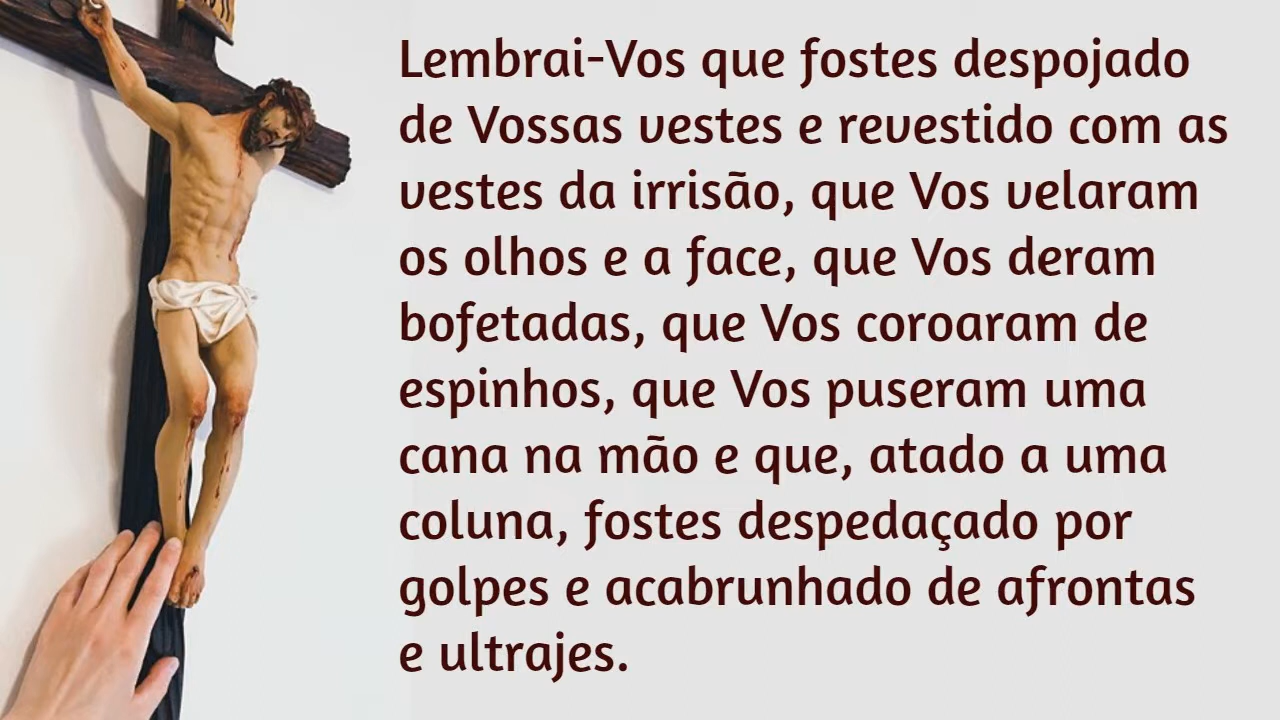 Lembrai-Vos que fostes despojado
de Vossas vestes e revestido com as
vestes da irrisão, que Vos velaram
os olhos e a face, que Vos deram
bofetadas, que Vos coroaram de
espinhos, que Vos puseram uma
cana na mão e que, atado a uma
coluna, fostes despedaçado por
golpes e acabrunhado de afrontas
e ultrajes.